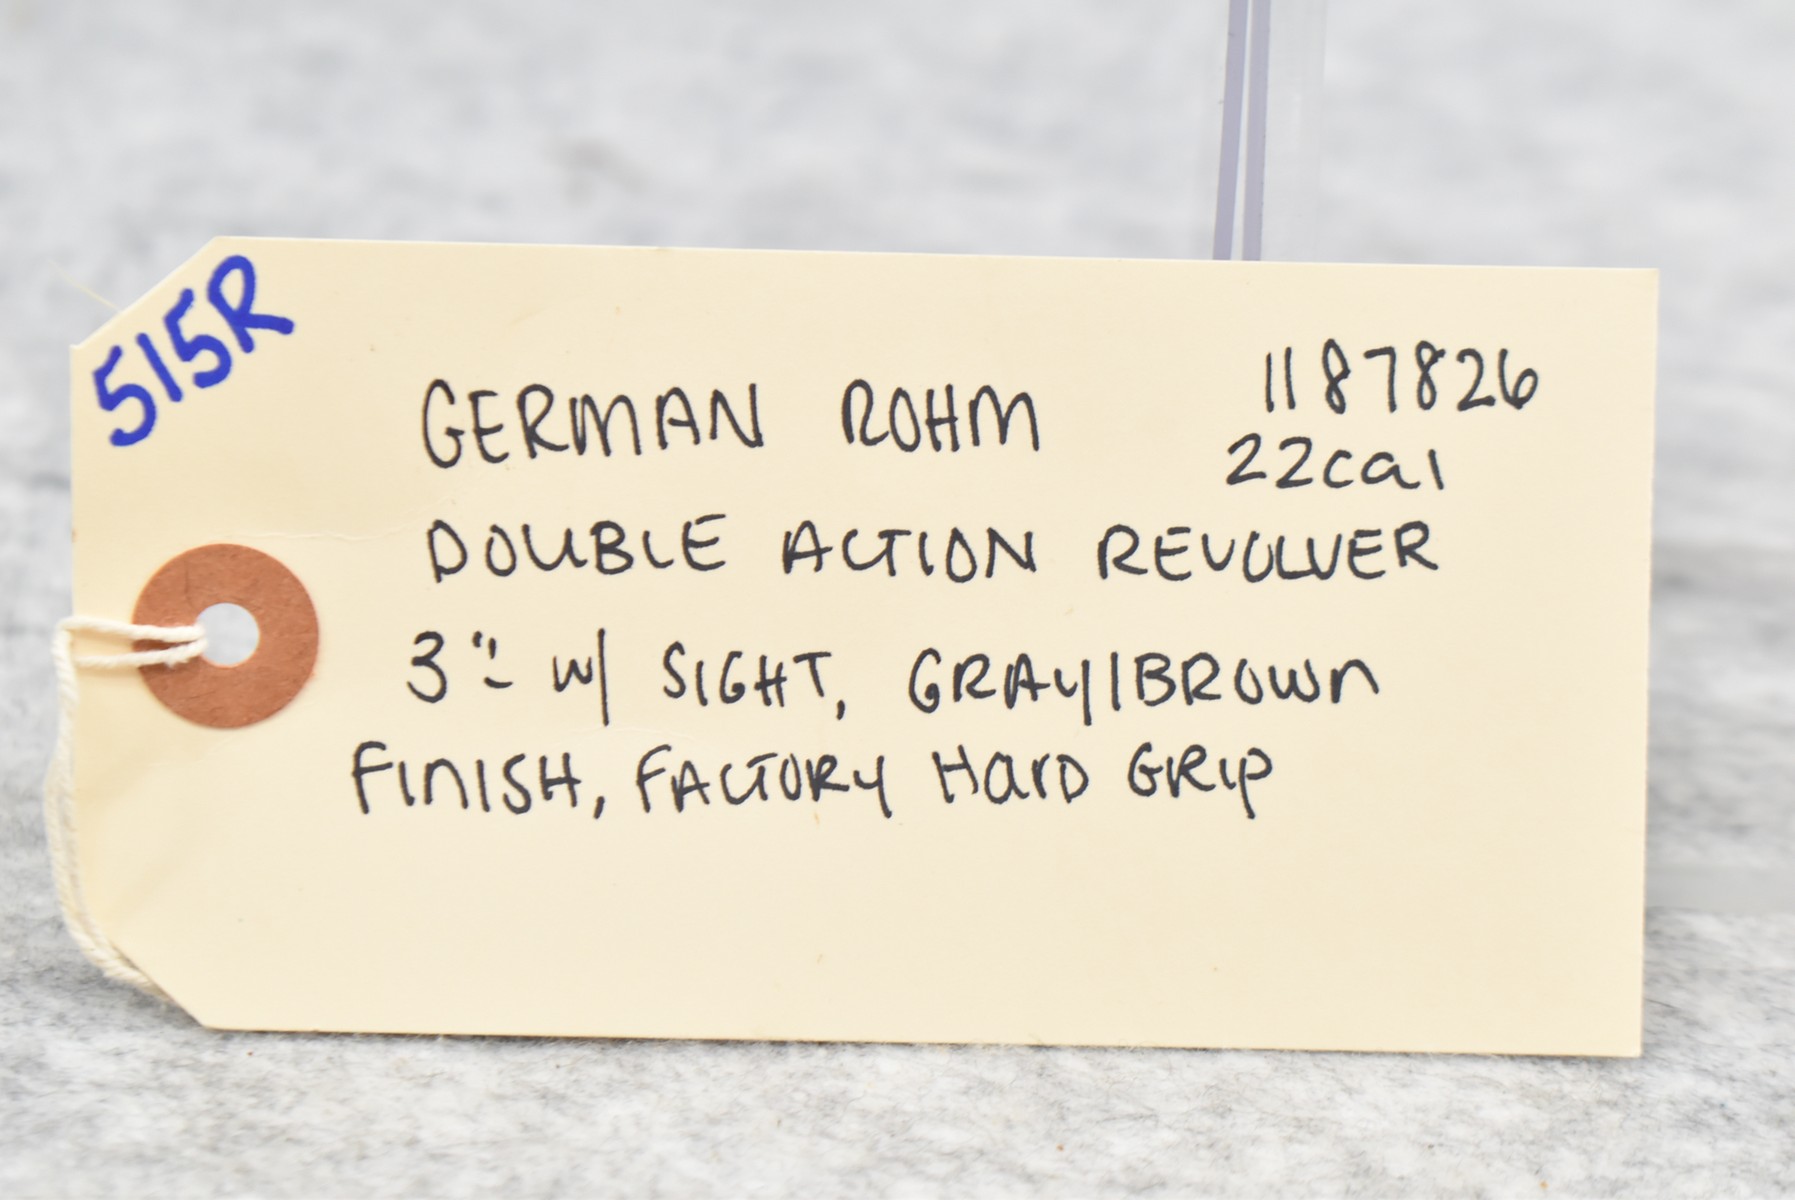 515R
GERMAN ROHM 1187826
22cal
DOUBLE ACTION REVOLVER
3" - w/ SIGHT, GRAY/BROWN
FINISH, FACTORY HARD GRIP